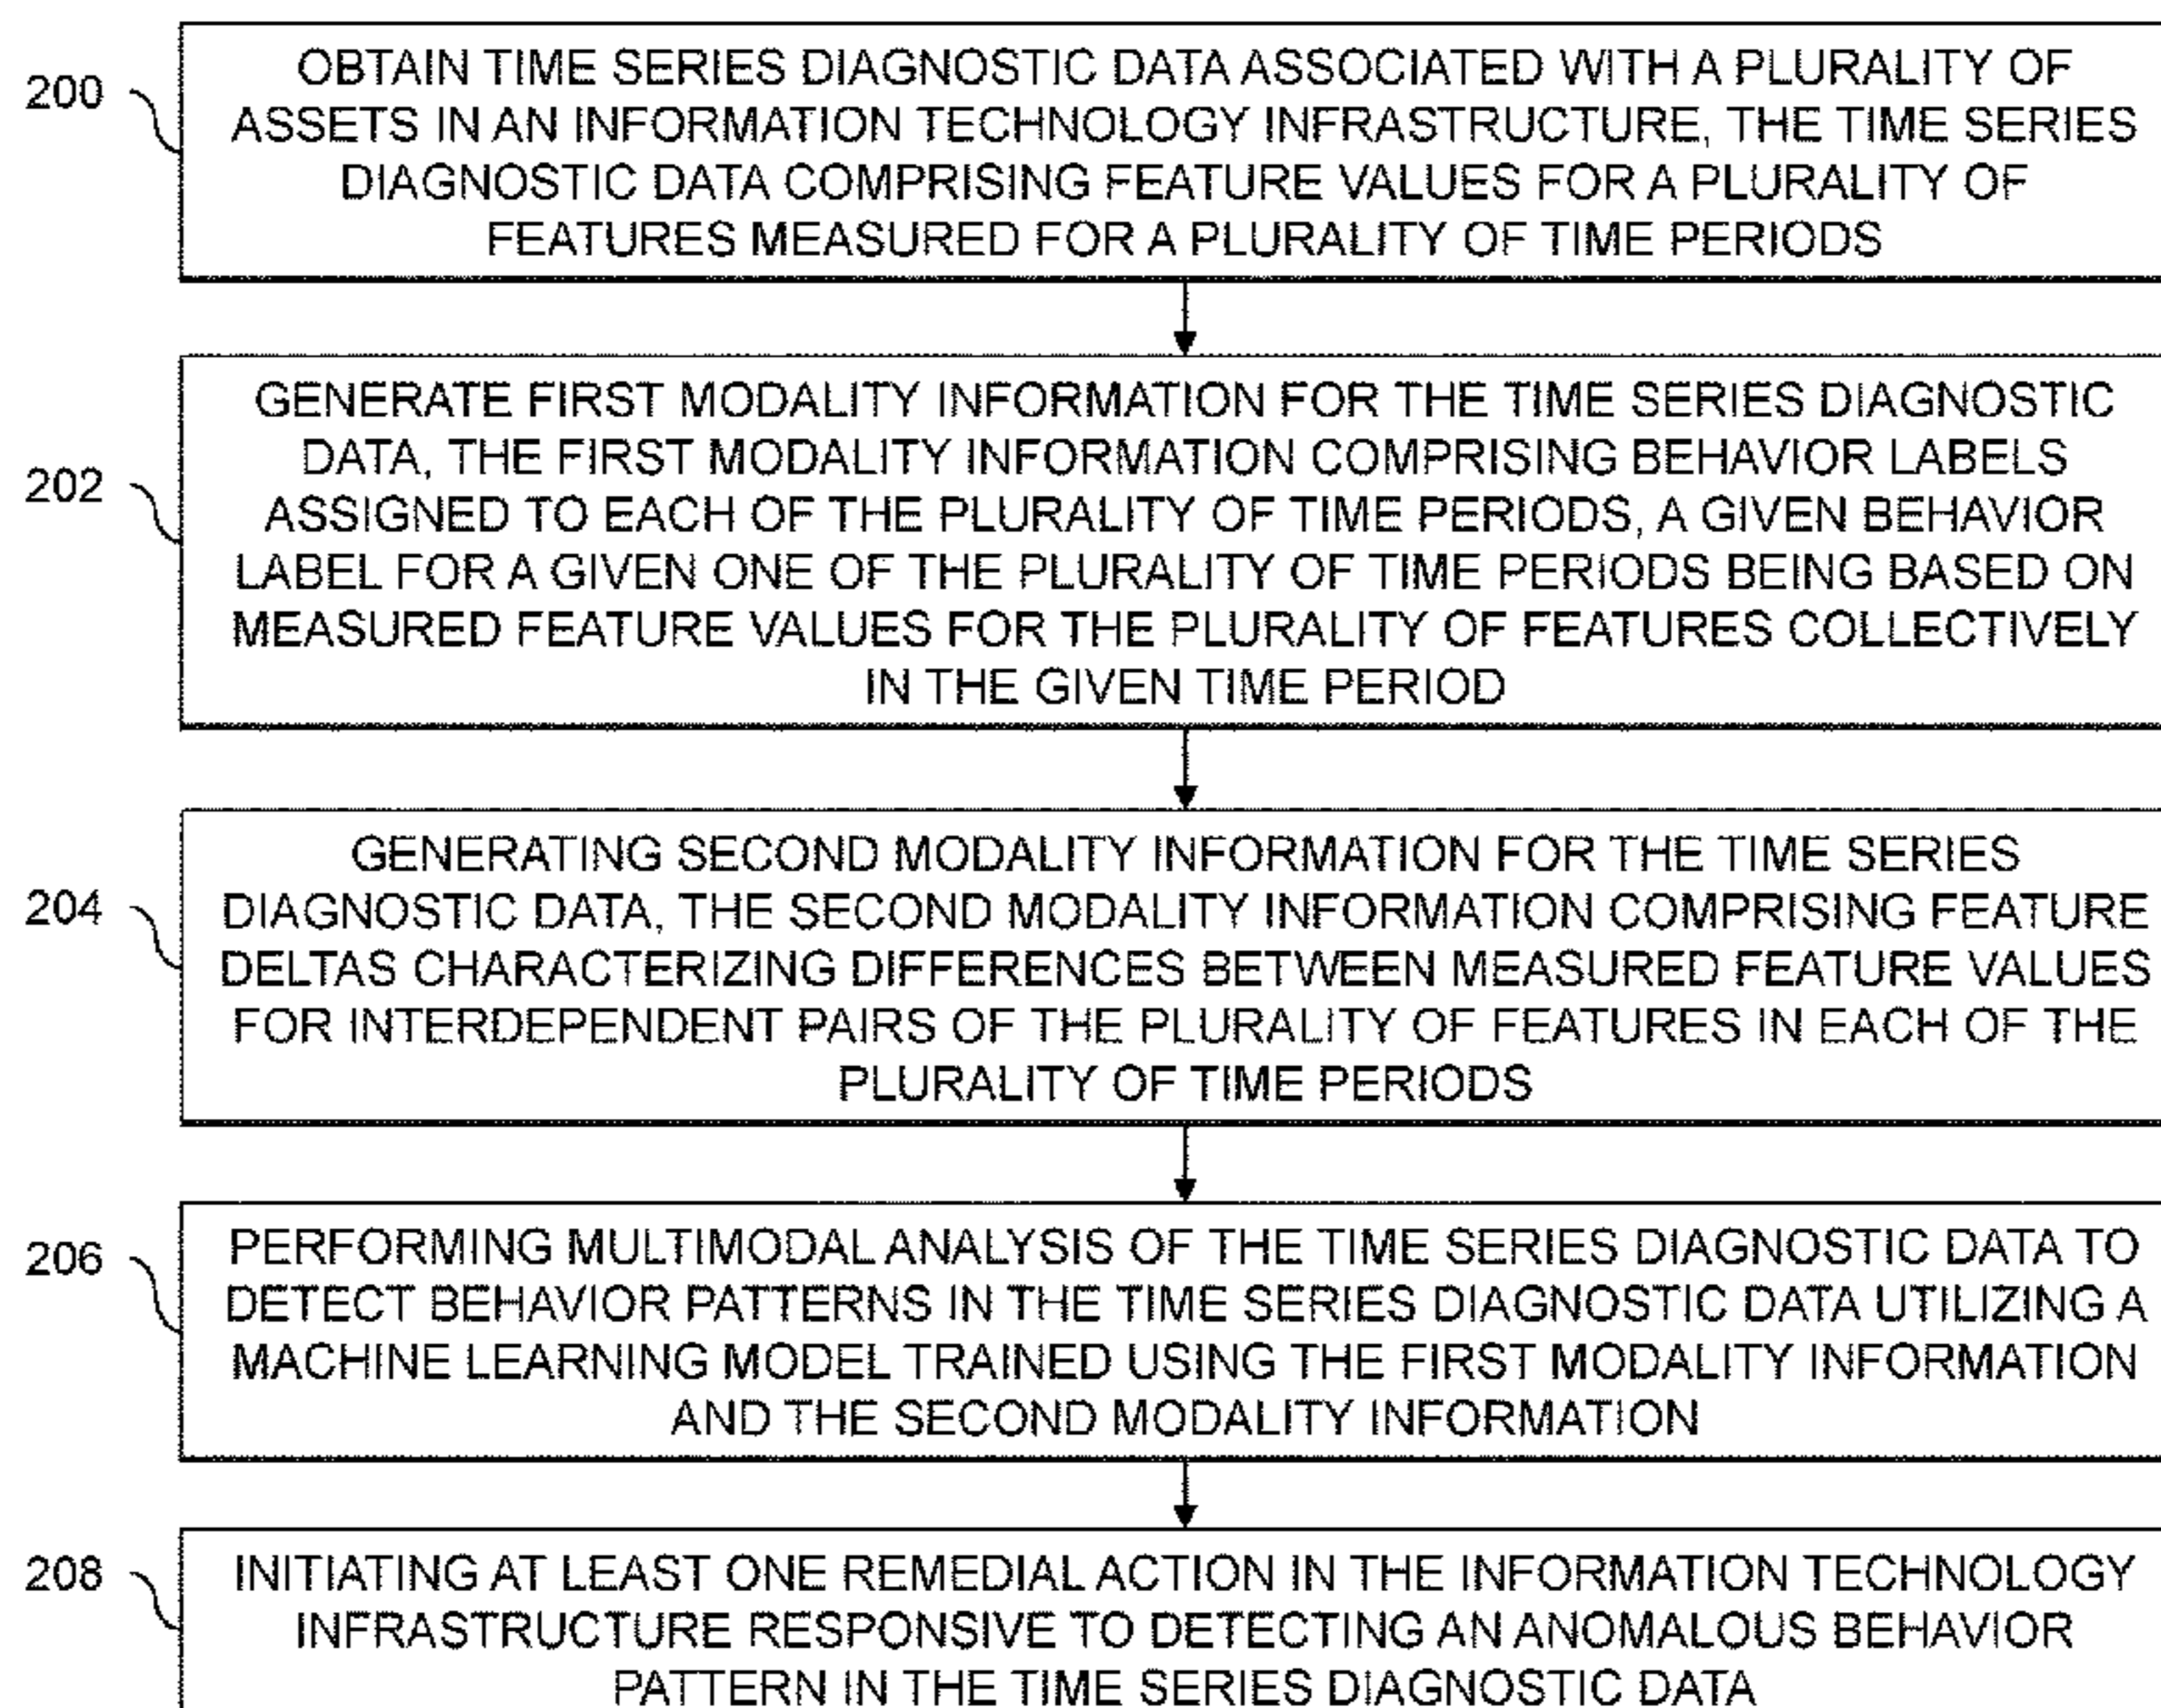 200
OBTAIN TIME SERIES DIAGNOSTIC DATA ASSOCIATED WITH A PLURALITY OF
ASSETS IN AN INFORMATION TECHNOLOGY INFRASTRUCTURE, THE TIME SERIES
DIAGNOSTIC DATA COMPRISING FEATURE VALUES FOR A PLURALITY OF
FEATURES MEASURED FOR A PLURALITY OF TIME PERIODS
202
GENERATE FIRST MODALITY INFORMATION FOR THE TIME SERIES DIAGNOSTIC
DATA, THE FIRST MODALITY INFORMATION COMPRISING BEHAVIOR LABELS
ASSIGNED TO EACH OF THE PLURALITY OF TIME PERIODS, A GIVEN BEHAVIOR
LABEL FOR A GIVEN ONE OF THE PLURALITY OF TIME PERIODS BEING BASED ON
MEASURED FEATURE VALUES FOR THE PLURALITY OF FEATURES COLLECTIVELY
IN THE GIVEN TIME PERIOD
204
GENERATING SECOND MODALITY INFORMATION FOR THE TIME SERIES
DIAGNOSTIC DATA, THE SECOND MODALITY INFORMATION COMPRISING FEATURE
DELTAS CHARACTERIZING DIFFERENCES BETWEEN MEASURED FEATURE VALUES
FOR INTERDEPENDENT PAIRS OF THE PLURALITY OF FEATURES IN EACH OF THE
PLURALITY OF TIME PERIODS
206
PERFORMING MULTIMODAL ANALYSIS OF THE TIME SERIES DIAGNOSTIC DATA TO
DETECT BEHAVIOR PATTERNS IN THE TIME SERIES DIAGNOSTIC DATA UTILIZING A
MACHINE LEARNING MODEL TRAINED USING THE FIRST MODALITY INFORMATION
AND THE SECOND MODALITY INFORMATION
208
INITIATING AT LEAST ONE REMEDIAL ACTION IN THE INFORMATION TECHNOLOGY
INFRASTRUCTURE RESPONSIVE TO DETECTING AN ANOMALOUS BEHAVIOR
PATTERN IN THE TIME SERIES DIAGNOSTIC DATA